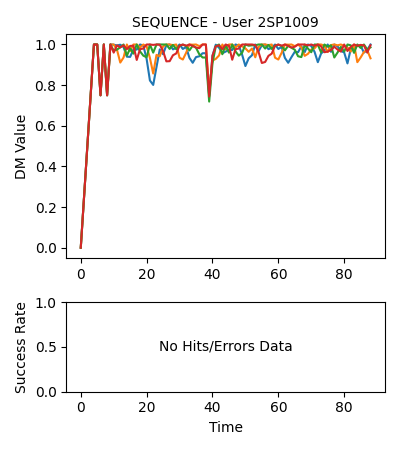 SEQUENCE - User 2SP1009
DM Value
1.0
0.8
0.6
0.4
0.2
0.0
0 20 40 60 80
Success Rate
1.0
0.5
0.0
No Hits/Errors Data
0 20 40 60 80
Time